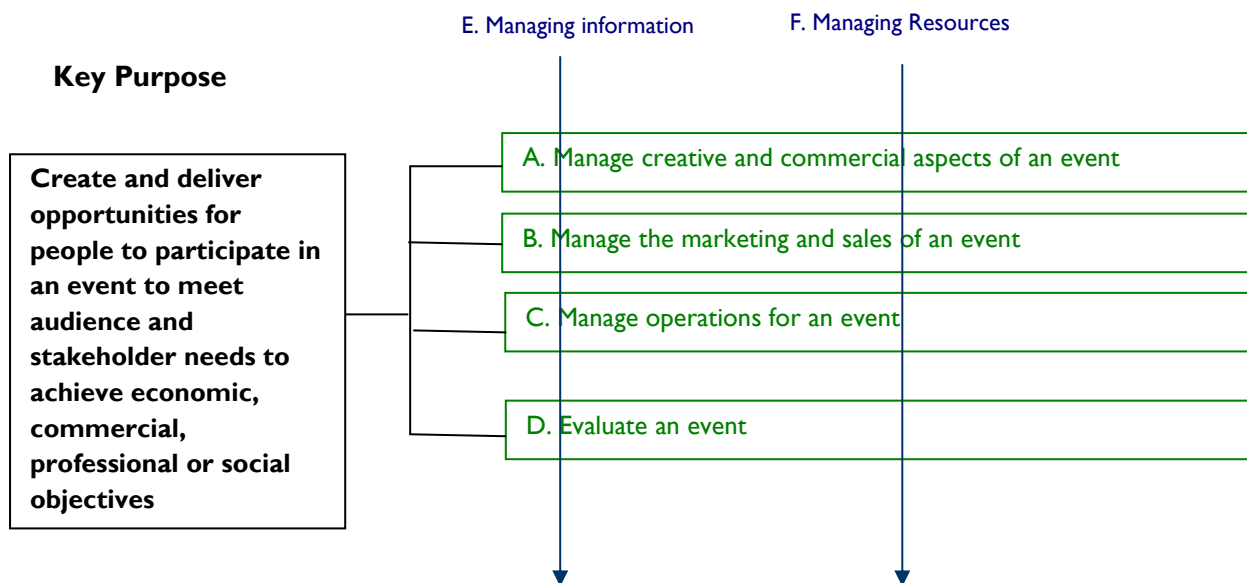 E. Managing information
F. Managing Resources
Key Purpose
Create and deliver
opportunities for
people to participate in
an event to meet
audience and
stakeholder needs to
achieve economic,
commercial,
professional or social
objectives
A. Manage creative and commercial aspects of an event
B. Manage the marketing and sales of an event
C. Manage operations for an event
D. Evaluate an event